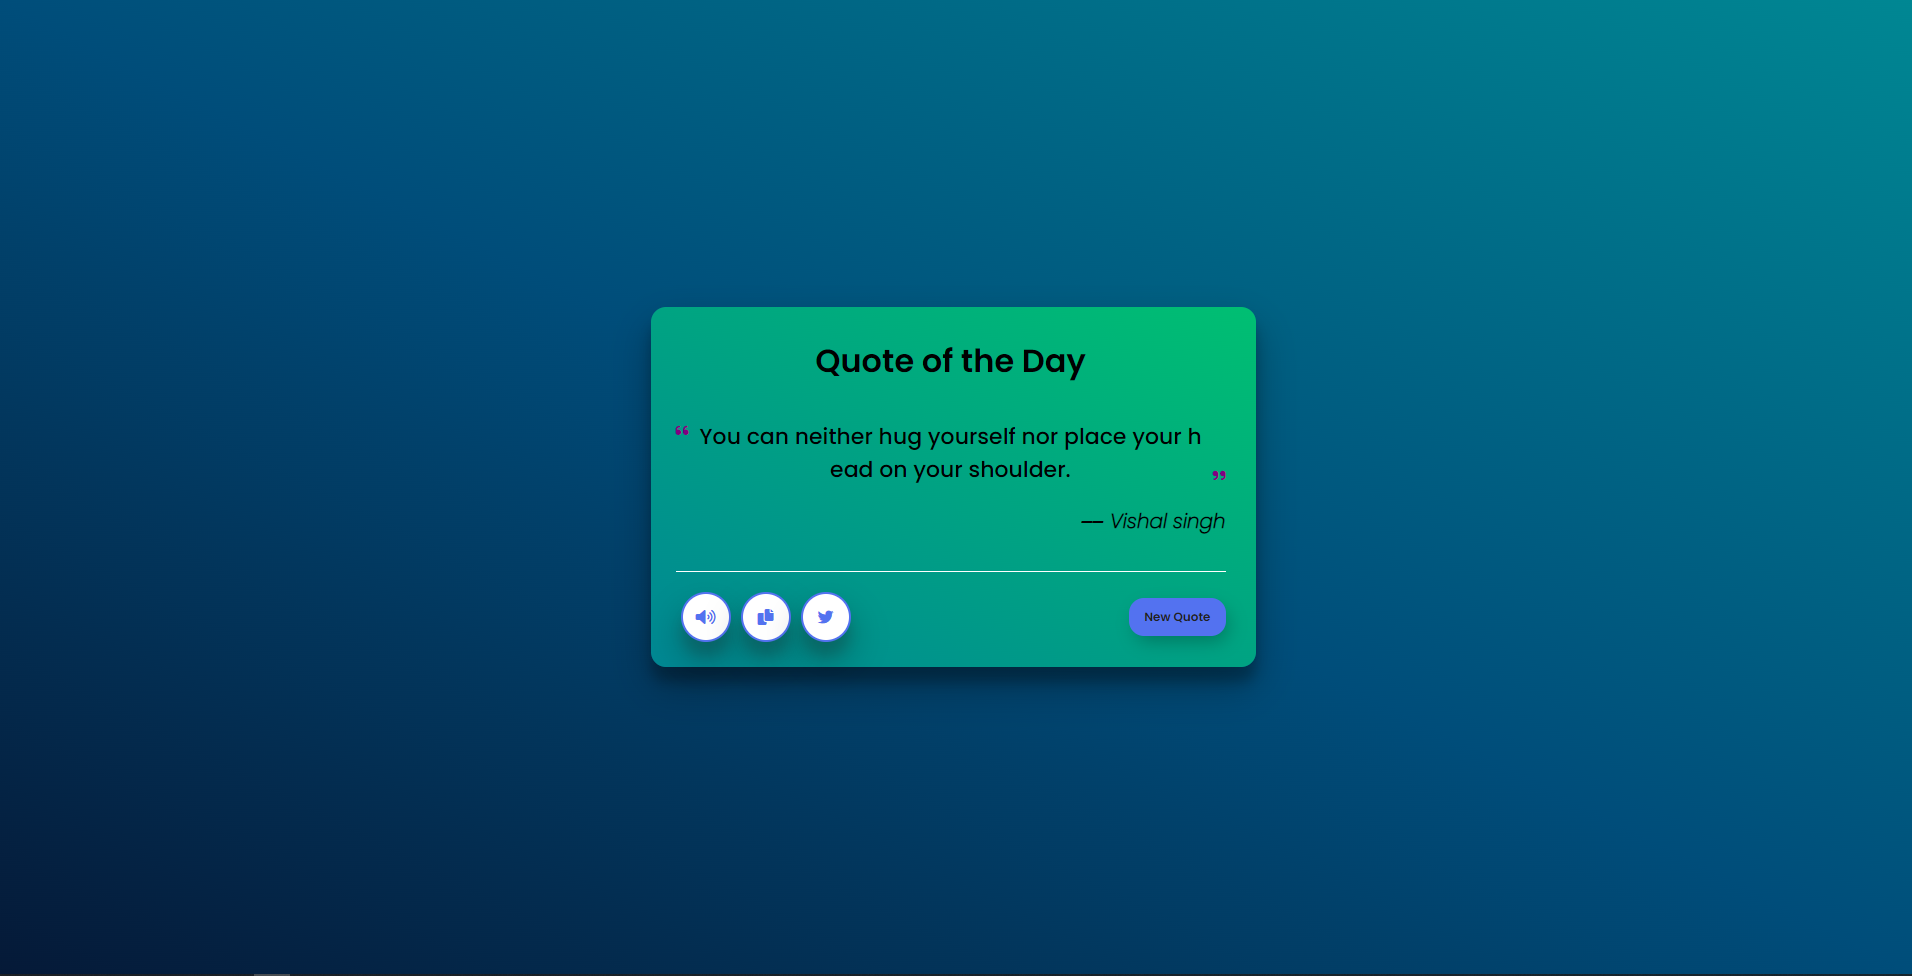 Quote of the Day
“ You can neither hug yourself nor place your h
ead on your shoulder. ”
— Vishal singh
New Quote